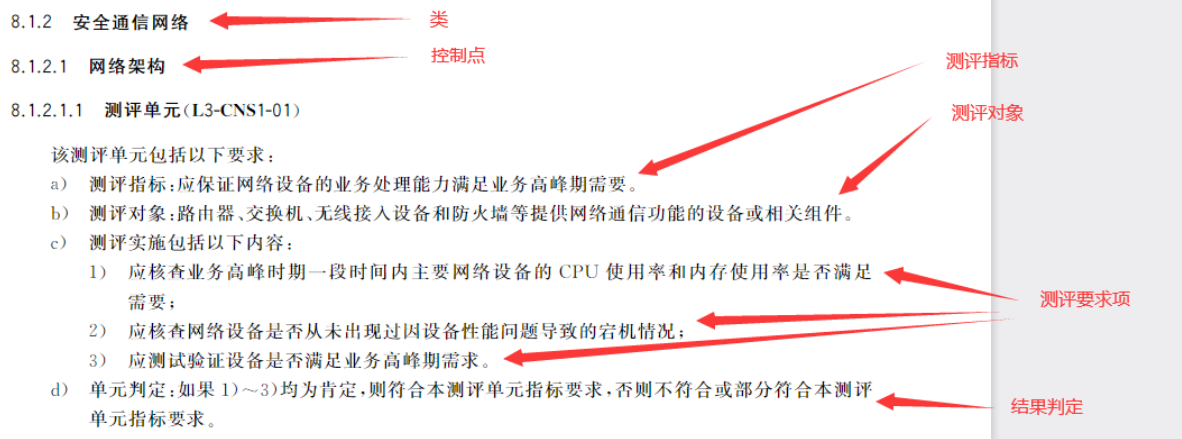 8.1.2 安全通信网络
类
8.1.2.1 网络架构
控制点
测评指标
8.1.2.1.1 测评单元(L3-CNS1-01)
测评对象
该测评单元包括以下要求:
a) 测评指标:应保证网络设备的业务处理能力满足业务高峰期需要。
b) 测评对象:路由器、交换机、无线接入设备和防火墙等提供网络通信功能的设备或相关组件。
c) 测评实施包括以下内容:
1) 应核查业务高峰时期一段时间内主要网络设备的 CPU 使用率和内存使用率是否满足
需要;
测评要求项
2) 应核查网络设备是否从未出现过因设备性能问题导致的宕机情况;
3) 应测试验证设备是否满足业务高峰期需求。
d) 单元判定:如果 1)~3)均为肯定,则符合本测评单元指标要求,否则不符合或部分符合本测评
单元指标要求。
结果判定